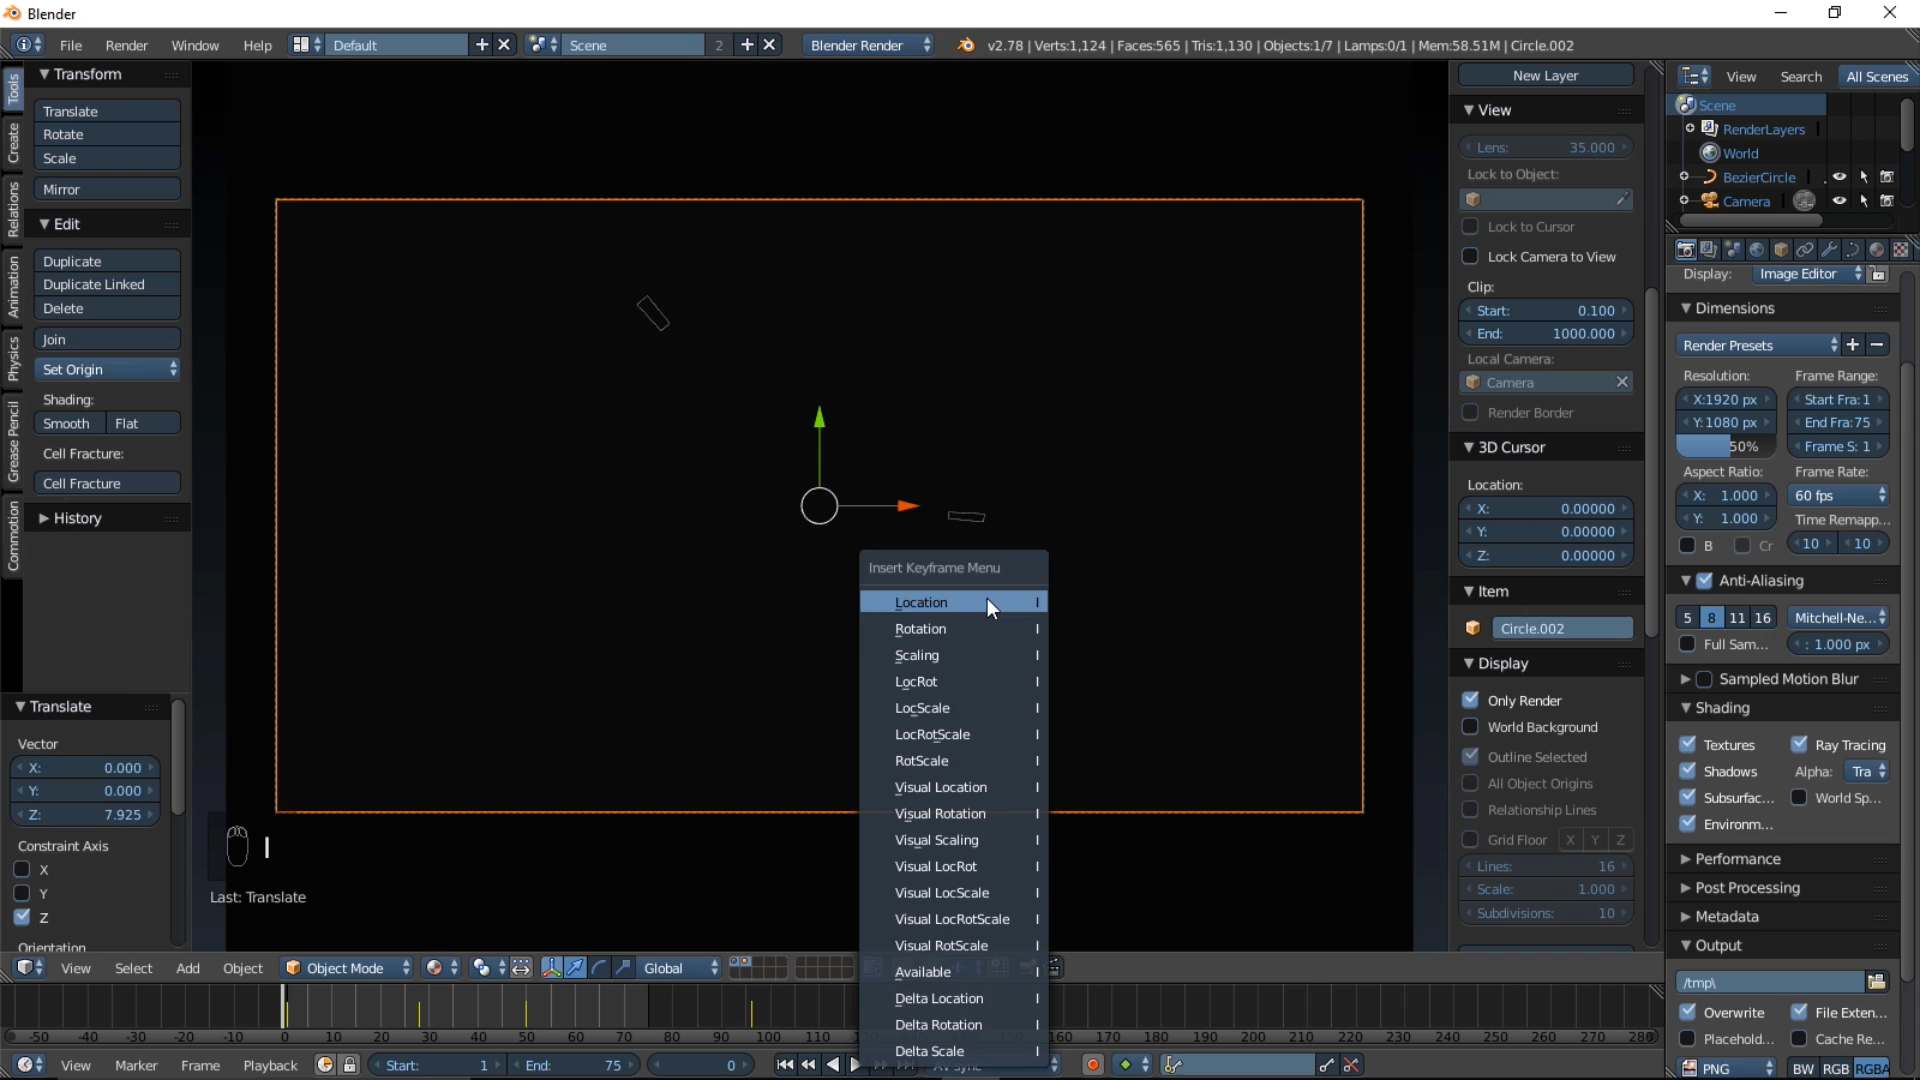 Blender
File Render Window Help Default Scene 2 Blender Render v2.78 | Verts:1,124 | Faces:565 | Tris:1,130 | Objects:1/7 | Lamps:0/1 | Mem:58.51M | Circle.002
Tools
Create
Relations
Animation
Physics
Grease Pencil
Commotion
Transform
Translate
Rotate
Scale
Mirror
Edit
Duplicate
Duplicate Linked
Delete
Join
Set Origin
Shading:
Smooth Flat
Cell Fracture:
Cell Fracture
History
Translate
Vector
X: 0.000
Y: 0.000
Z: 7.925
Constraint Axis
X
Y
Z
Orientation
I
Last: Translate
Insert Keyframe Menu
Location I
Rotation I
Scaling I
LocRot I
LocScale I
LocRotScale I
RotScale I
Visual Location I
Visual Rotation I
Visual Scaling I
Visual LocRot I
Visual LocScale I
Visual LocRotScale I
Visual RotScale I
Available I
Delta Location I
Delta Rotation I
Delta Scale I
New Layer
View
Lens: 35.000
Lock to Object:
Lock to Cursor
Lock Camera to View
Clip:
Start: 0.100
End: 1000.000
Local Camera:
Camera
Render Border
3D Cursor
Location:
X: 0.00000
Y: 0.00000
Z: 0.00000
Item
Circle.002
Display
Only Render
World Background
Outline Selected
All Object Origins
Relationship Lines
Grid Floor X Y Z
Lines: 16
Scale: 1.000
Subdivisions: 10
View Search All Scenes
Scene
RenderLayers
World
BezierCircle
Camera
Display: Image Editor
Dimensions
Render Presets
Resolution: Frame Range:
X:1920 px Start Fra: 1
Y:1080 px End Fra:75
50% Frame S: 1
Aspect Ratio: Frame Rate:
X: 1.000 60 fps
Y: 1.000 Time Remapp...
B Cr 10 10
Anti-Aliasing
5 8 11 16 Mitchell-Ne...
Full Sam... : 1.000 px
Sampled Motion Blur
Shading
Textures Ray Tracing
Shadows Alpha: Tra
Subsurfac... World Sp...
Environm...
Performance
Post Processing
Metadata
Output
/tmp\
Overwrite File Exten...
Placehold... Cache Re...
PNG BW RGB RGBA
View Select Add Object Object Mode Global
-50 -40 -30 -20 -10 0 10 20 30 40 50 60 70 80 90 100 110 160 170 180 190 200 210 220 230 240 250 260 270 280
View Marker Frame Playback Start: 1 End: 75 0 AV-sync